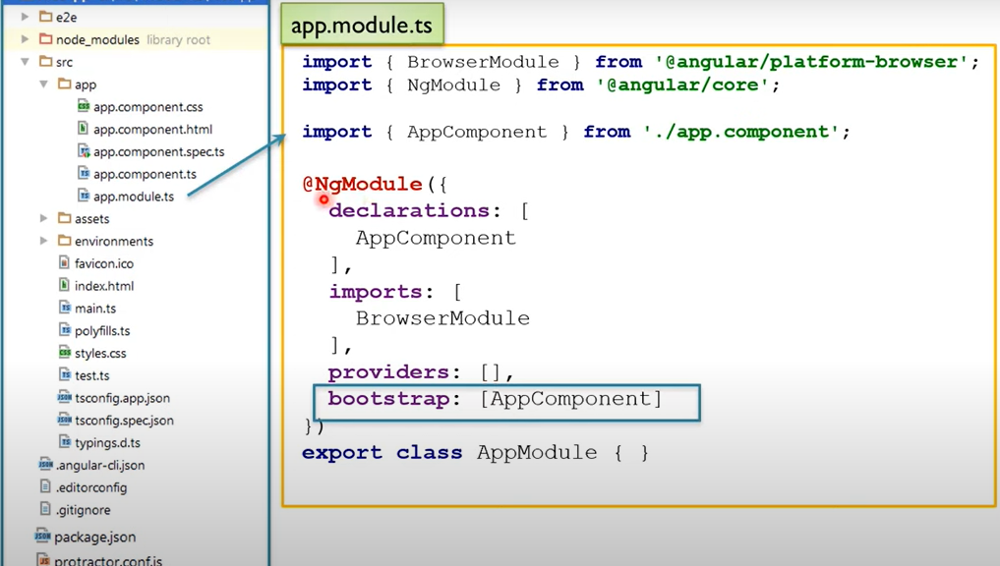 e2e
node_modules library root
src
app
app.component.css
app.component.html
app.component.spec.ts
app.component.ts
app.module.ts
assets
environments
favicon.ico
index.html
main.ts
polyfills.ts
styles.css
test.ts
tsconfig.app.json
tsconfig.spec.json
typings.d.ts
.angular-cli.json
.editorconfig
.gitignore
package.json
protractor.conf.js
app.module.ts
import { BrowserModule } from '@angular/platform-browser';
import { NgModule } from '@angular/core';
import { AppComponent } from './app.component';
@NgModule({
declarations: [
AppComponent
],
imports: [
BrowserModule
],
providers: [],
bootstrap: [AppComponent]
})
export class AppModule { }